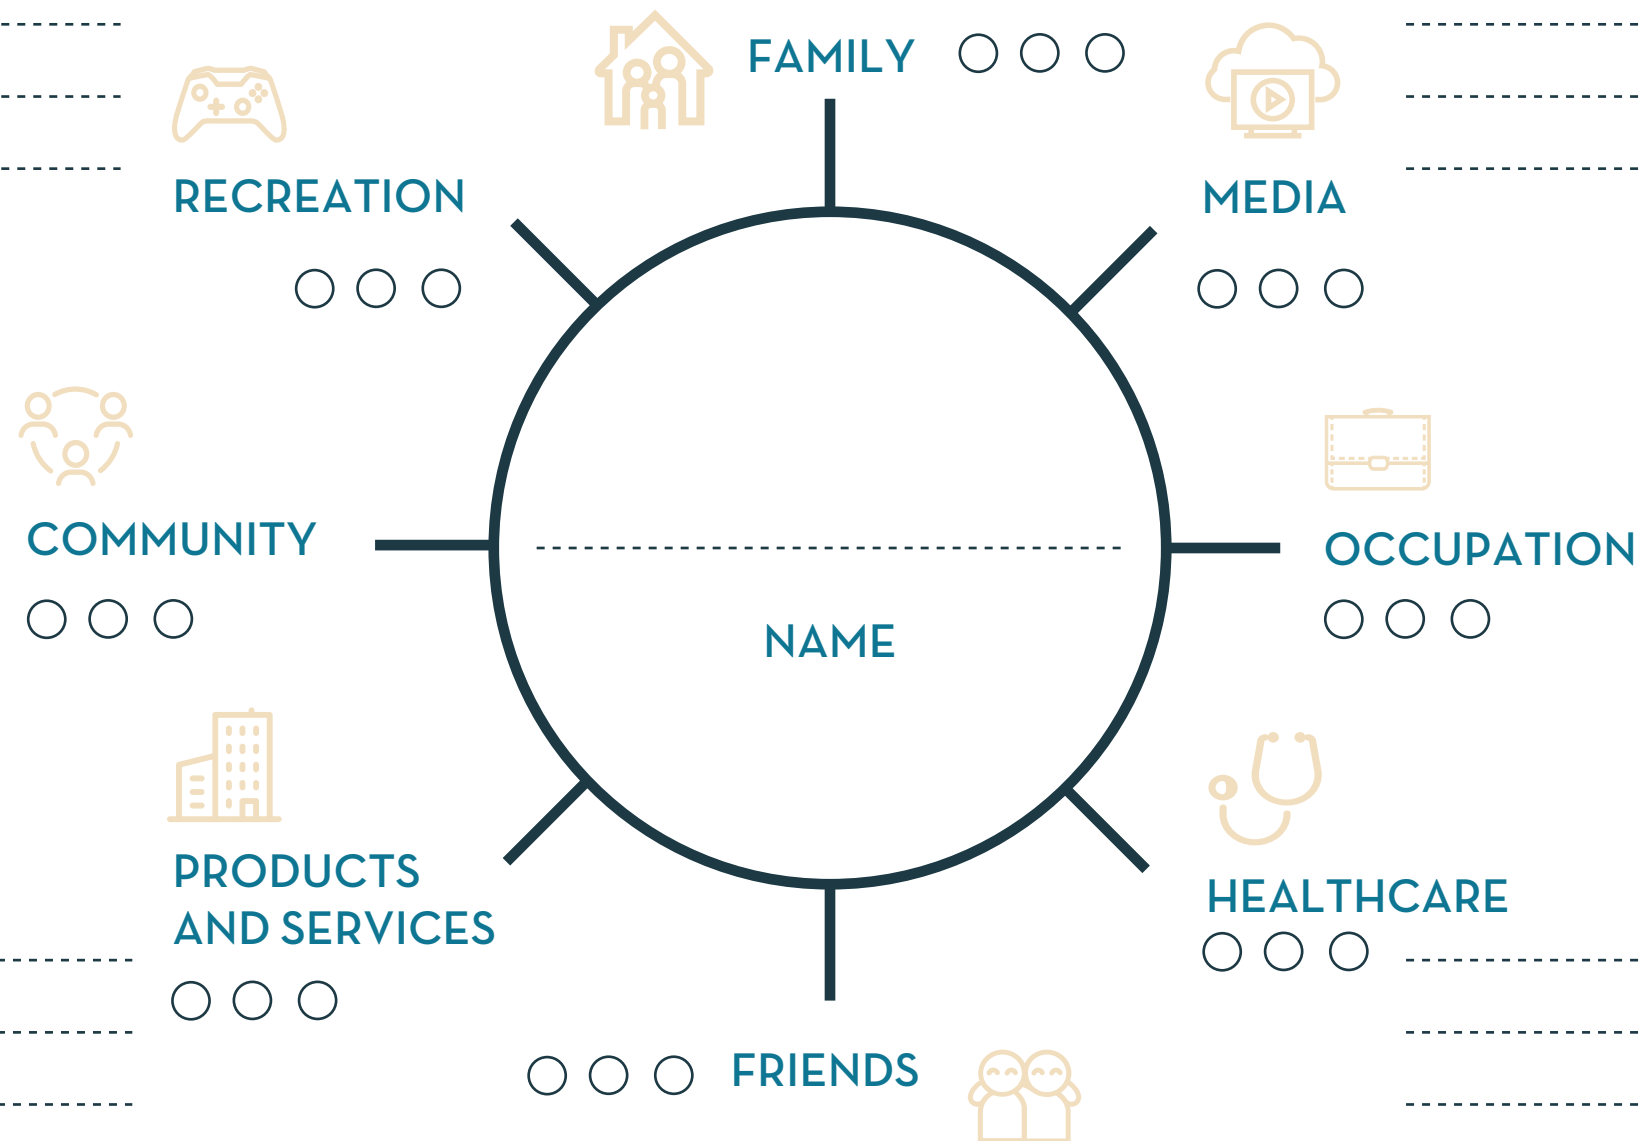 FAMILY
RECREATION
MEDIA
COMMUNITY
OCCUPATION
NAME
PRODUCTS
AND SERVICES
HEALTHCARE
FRIENDS